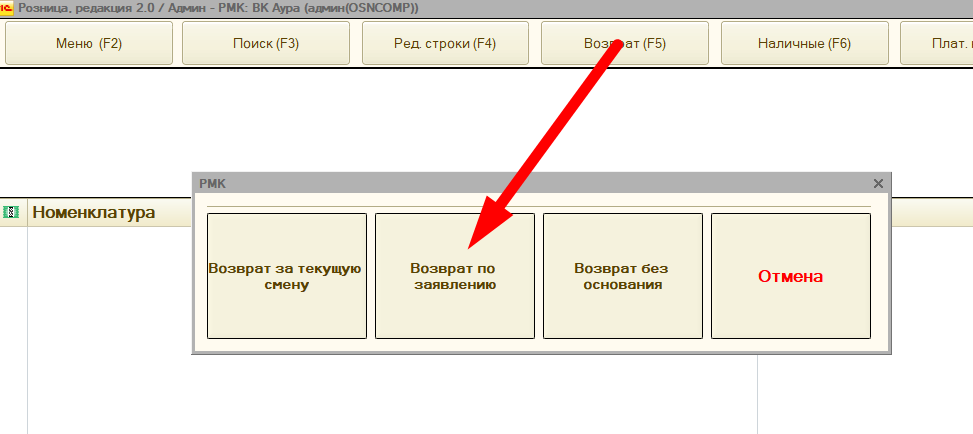 Розница, редакция 2.0 / Админ - РМК: ВК Аура (админ(OSNCOMP))
Меню (F2)
Поиск (F3)
Ред. строки (F4)
Возврат (F5)
Наличные (F6)
Плат.
Номенклатура
РМК
Возврат за текущую
смену
Возврат по
заявлению
Возврат без
основания
Отмена